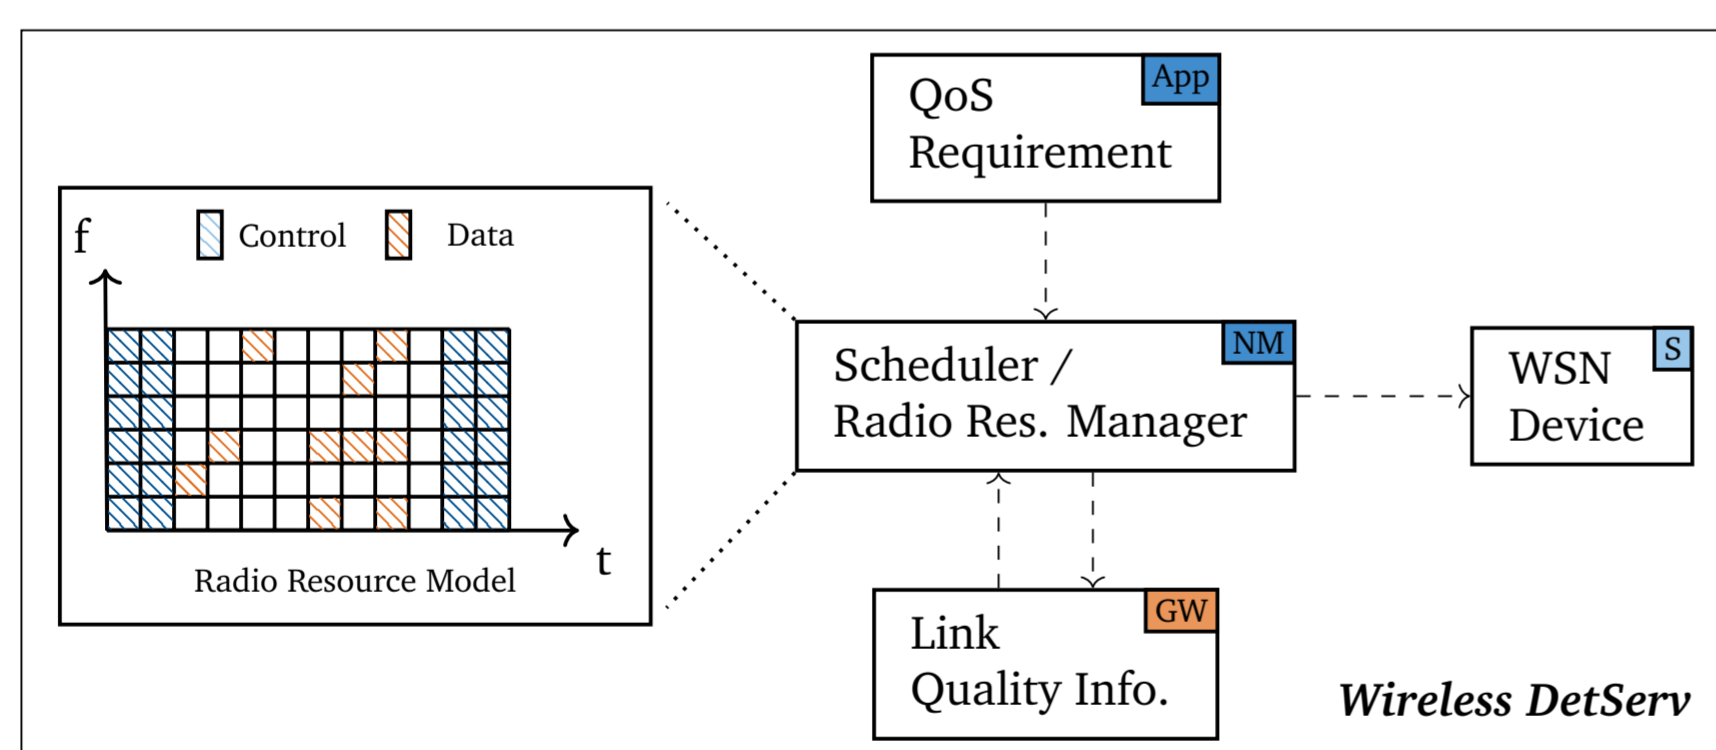 f
Control
Data
t
Radio Resource Model
App
QoS
Requirement
NM
Scheduler /
Radio Res. Manager
S
WSN
Device
GW
Link
Quality Info.
Wireless DetServ